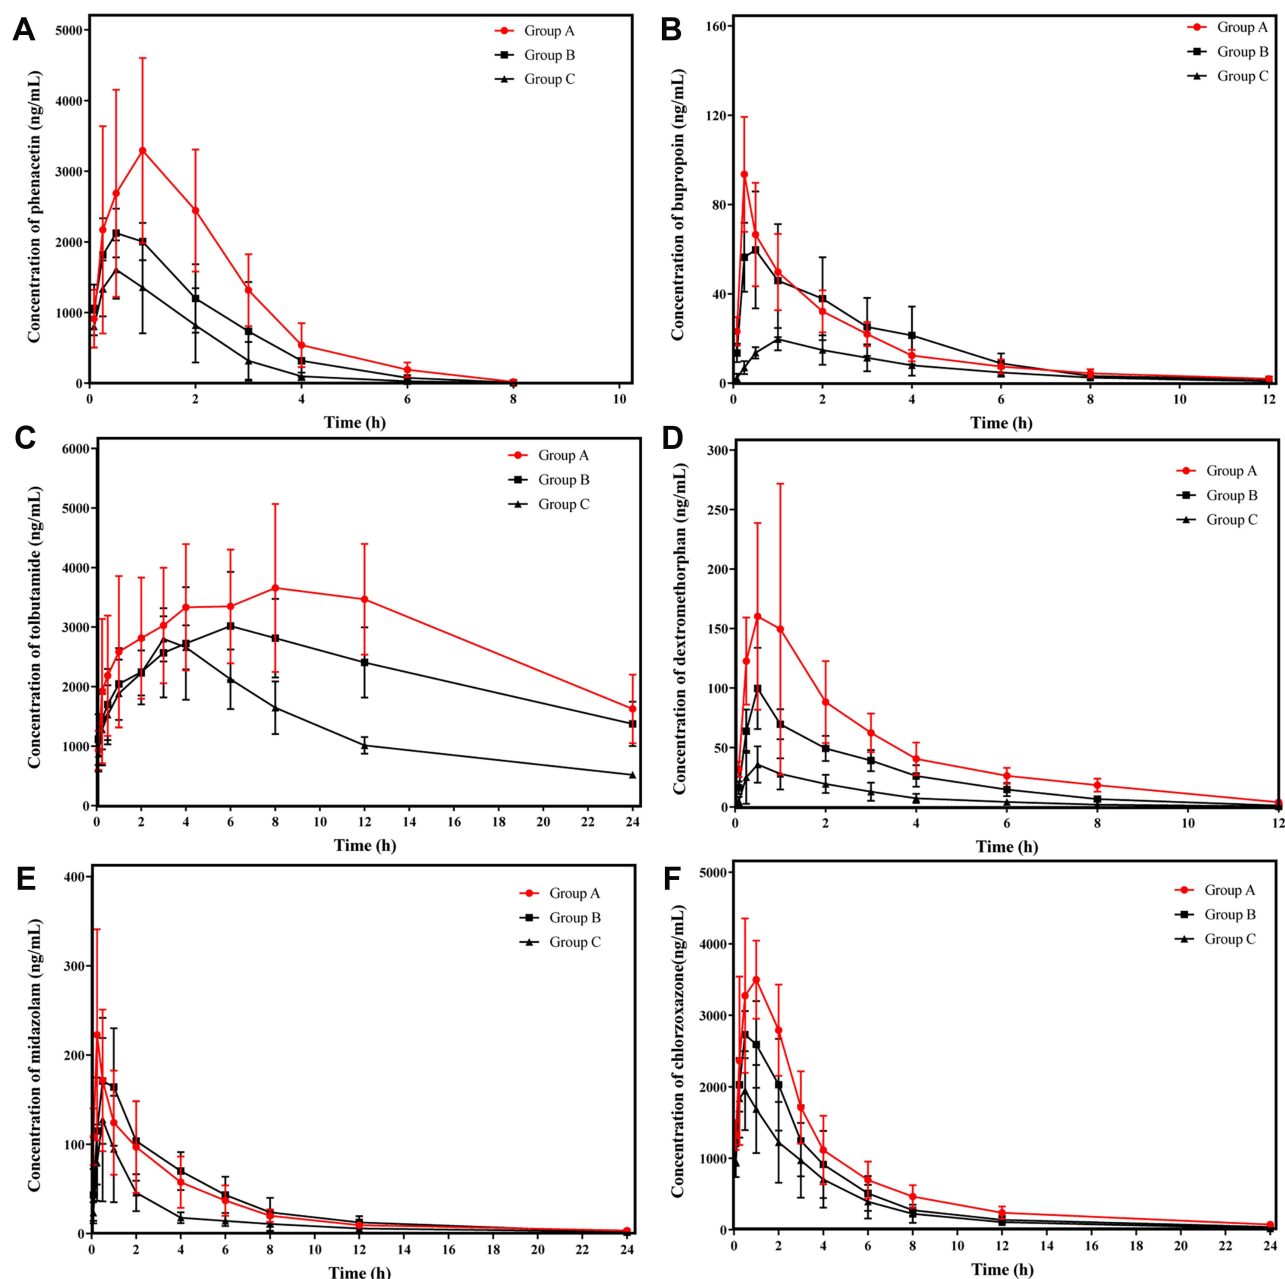 A
Concentration of phenacetin (ng/mL)
5000
4000
3000
2000
1000
0
0 2 4 6 8 10
Time (h)
Group A
Group B
Group C
B
Concentration of bupropoin (ng/mL)
160
120
80
40
0
0 2 4 6 8 10 12
Time (h)
Group A
Group B
Group C
C
Concentration of tolbutamide (ng/mL)
6000
5000
4000
3000
2000
1000
0
0 2 4 6 8 10 12 14 16 18 20 22 24
Time (h)
Group A
Group B
Group C
D
Concentration of dextromethorphan (ng/mL)
300
250
200
150
100
50
0
0 2 4 6 8 10 12
Time (h)
Group A
Group B
Group C
E
Concentration of midazolam (ng/mL)
400
300
200
100
0
0 2 4 6 8 10 12 14 16 18 20 22 24
Time (h)
Group A
Group B
Group C
F
Concentration of chlorzoxazone(ng/mL)
5000
4000
3000
2000
1000
0
0 2 4 6 8 10 12 14 16 18 20 22 24
Time (h)
Group A
Group B
Group C